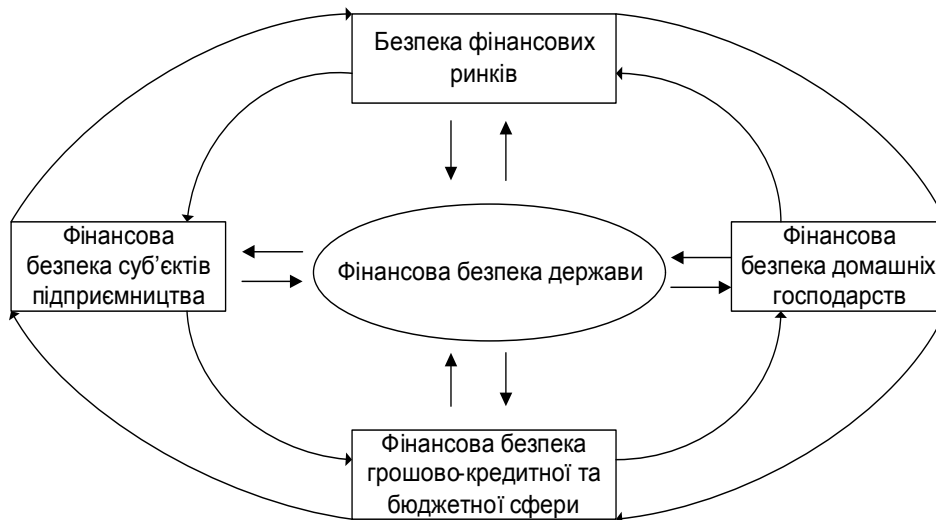 Безпека фінансових
ринків
Фінансова
безпека суб’єктів
підприємництва
Фінансова безпека держави
Фінансова
безпека домашніх
господарств
Фінансова безпека
грошово-кредитної та
бюджетної сфери